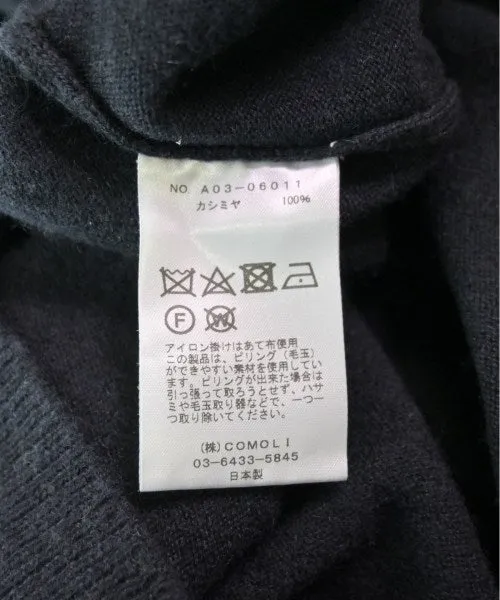 NO A03-06011
カシミヤ 100%
F W
アイロン掛けはあて布使用
この製品は、ピリング（毛玉）
ができやすい素材を使用してい
ます。ピリングが出来た場合は
引っ張って取ろうとせず、ハサ
ミや毛玉取り器などで、一つ一
つ取り除いてください。
（株）COMOLI
03-6433-5845
日本製